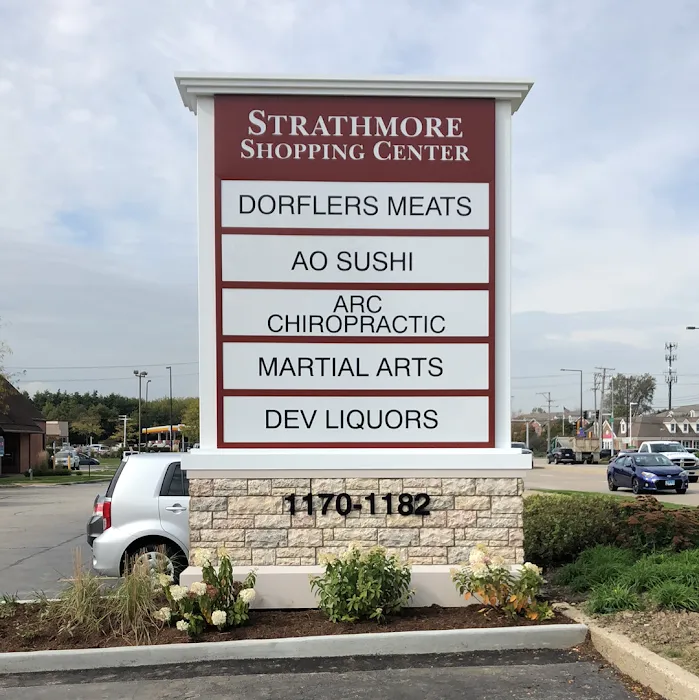 STRATHMORE
SHOPPING CENTER
DORFLERS MEATS
AO SUSHI
ARC
CHIROPRACTIC
MARTIAL ARTS
DEV LIQUORS
1170-1182